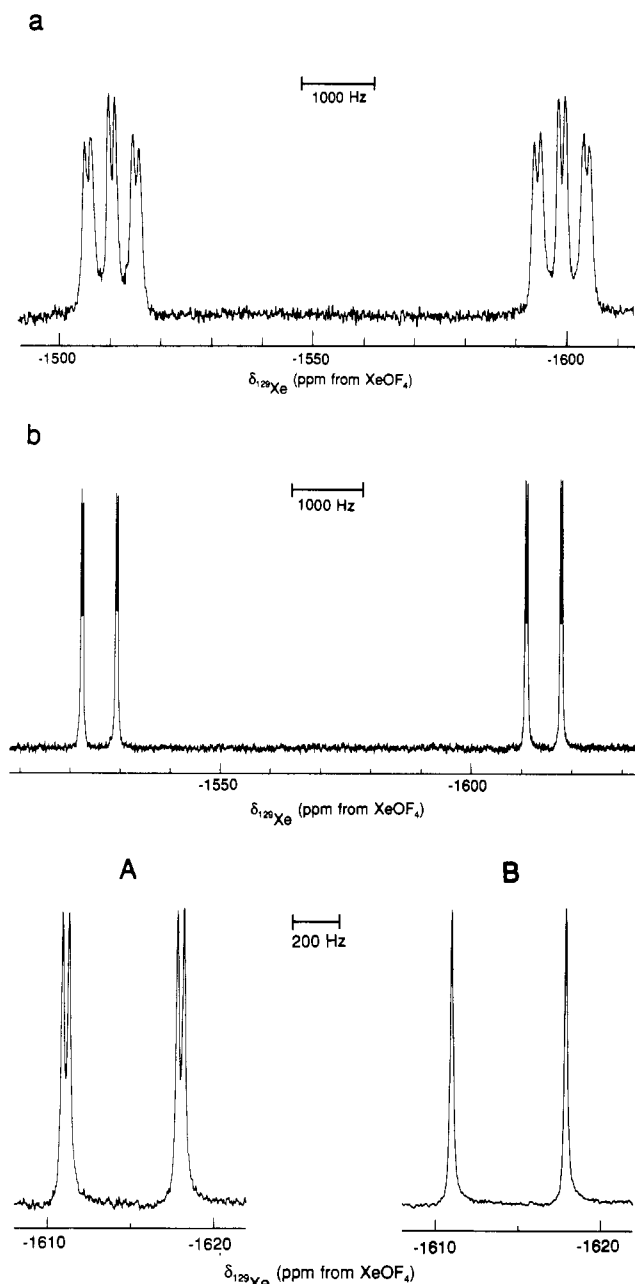 a
1000 Hz
-1500 -1550 -1600
δ129Xe (ppm from XeOF4)
b
1000 Hz
-1550 -1600
δ129Xe (ppm from XeOF4)
A B
200 Hz
-1610 -1620 -1610 -1620
δ129Xe (ppm from XeOF4)